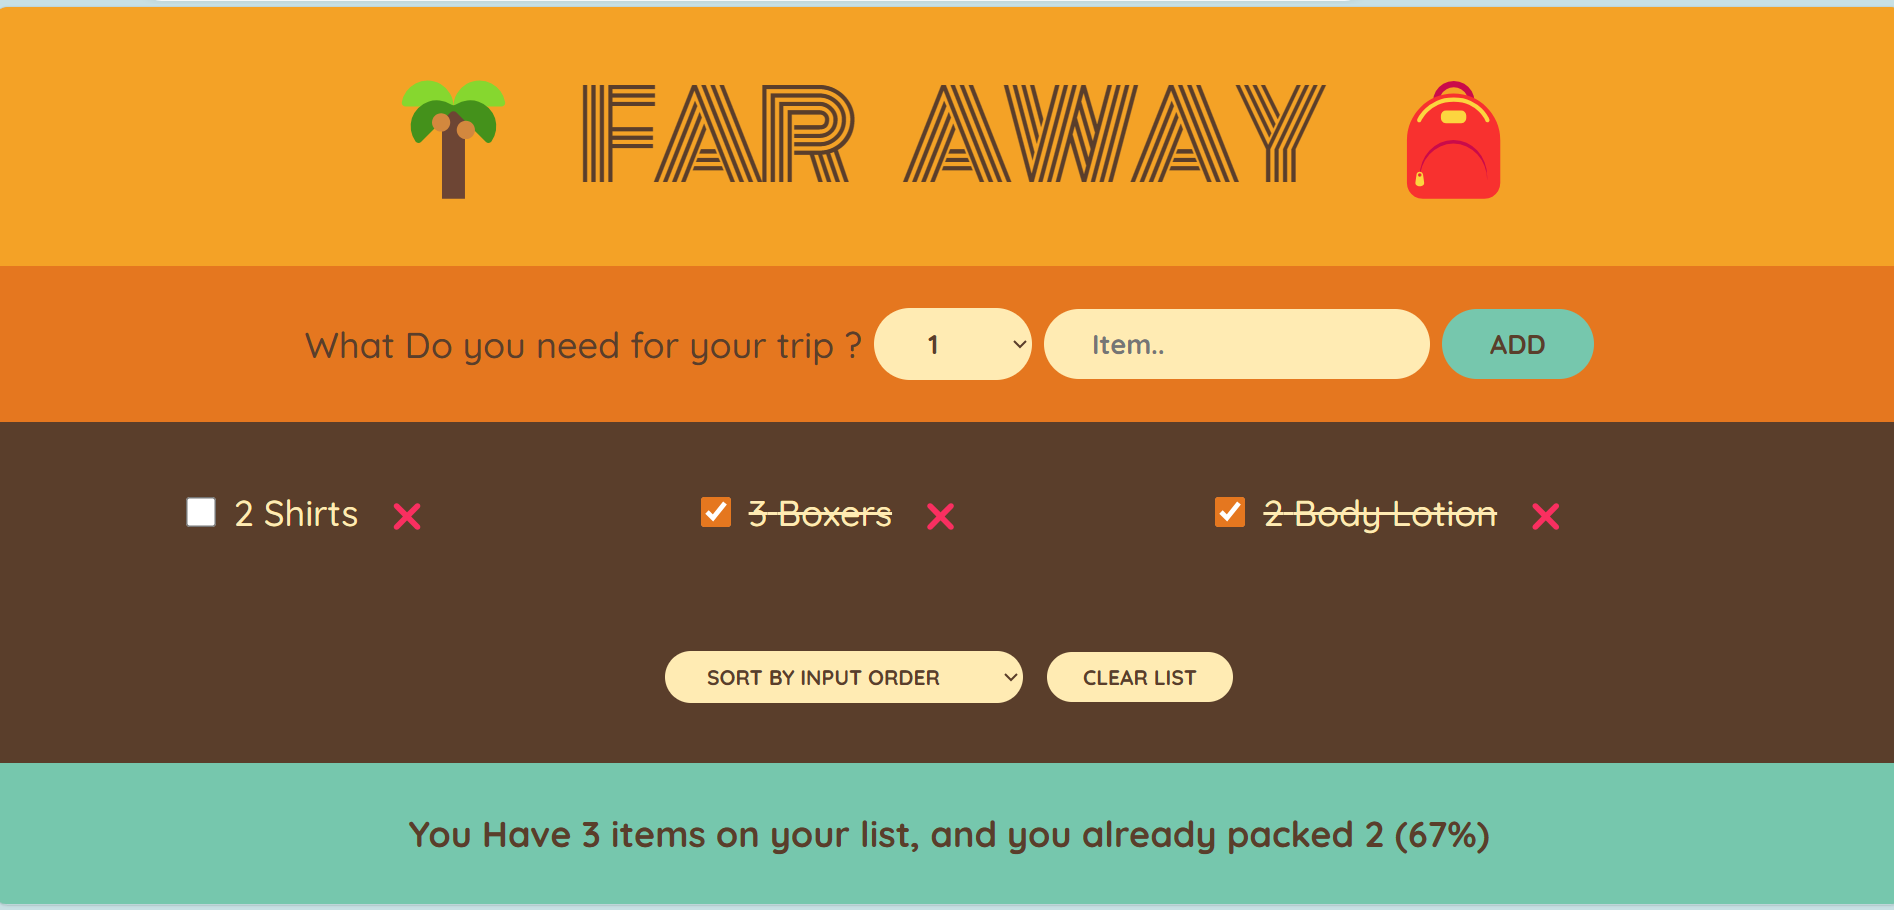 FAR AWAY
What Do you need for your trip ? 1 Item.. ADD
2 Shirts 3 Boxers 2 Body Lotion
SORT BY INPUT ORDER CLEAR LIST
You Have 3 items on your list, and you already packed 2 (67%)